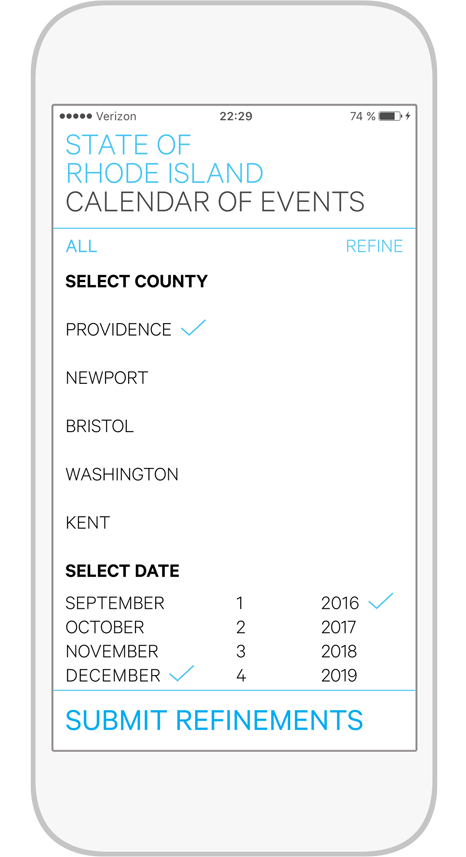 Verizon 22:29 74 %
STATE OF
RHODE ISLAND
CALENDAR OF EVENTS
ALL REFINE
SELECT COUNTY
PROVIDENCE
NEWPORT
BRISTOL
WASHINGTON
KENT
SELECT DATE
SEPTEMBER 1 2016
OCTOBER 2 2017
NOVEMBER 3 2018
DECEMBER 4 2019
SUBMIT REFINEMENTS